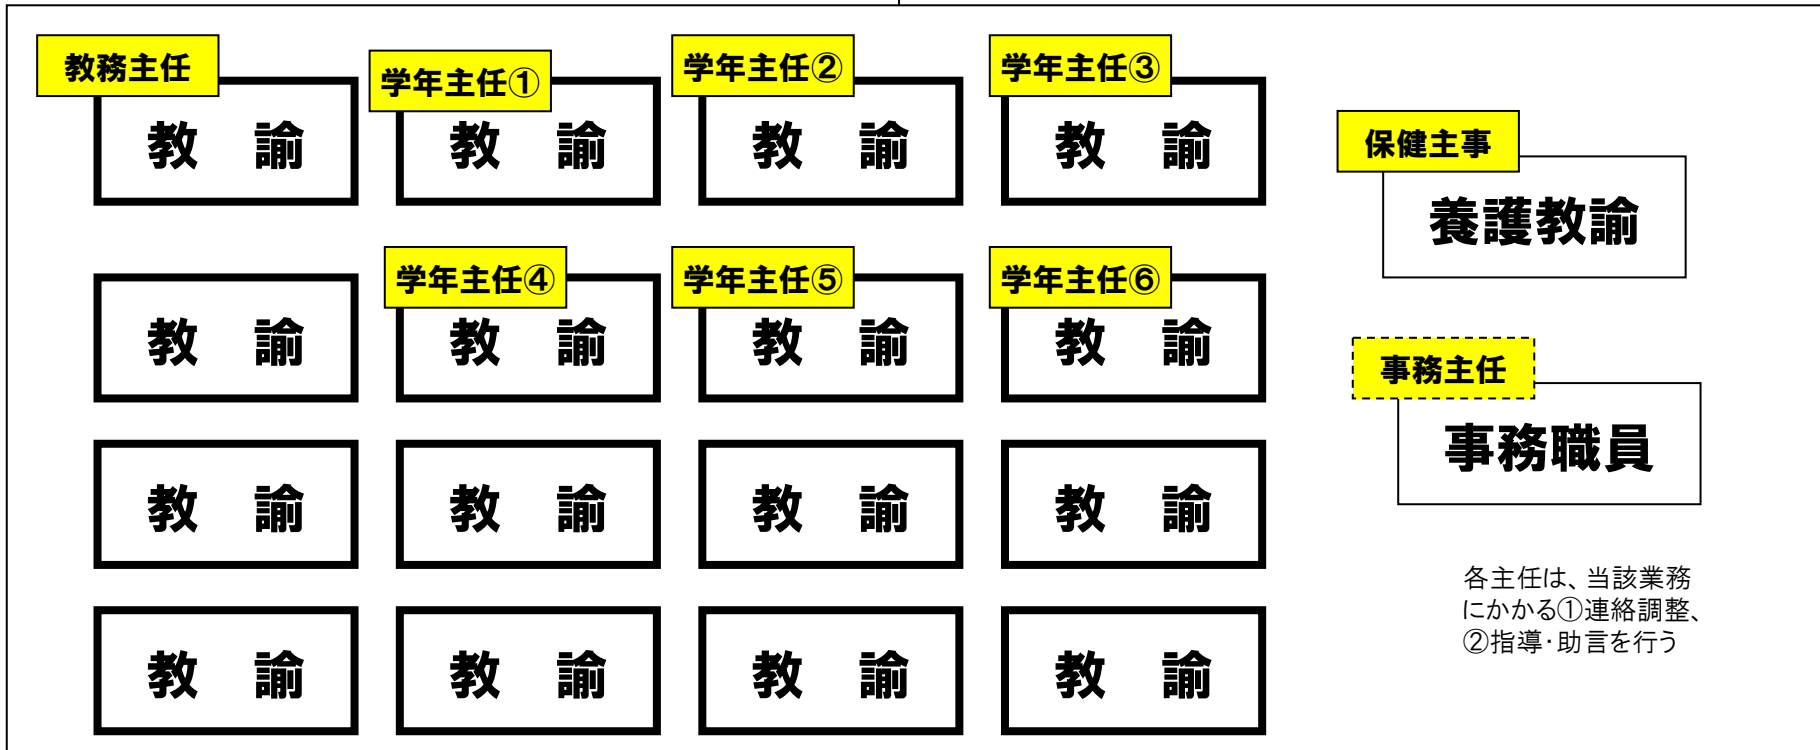 教務主任
教　諭
学年主任①
教　諭
学年主任②
教　諭
学年主任③
教　諭
保健主事
養護教諭
教　諭
学年主任④
教　諭
学年主任⑤
教　諭
学年主任⑥
教　諭
事務主任
事務職員
教　諭
教　諭
教　諭
教　諭
各主任は、当該業務
にかかる①連絡調整、
②指導・助言を行う
教　諭
教　諭
教　諭
教　諭